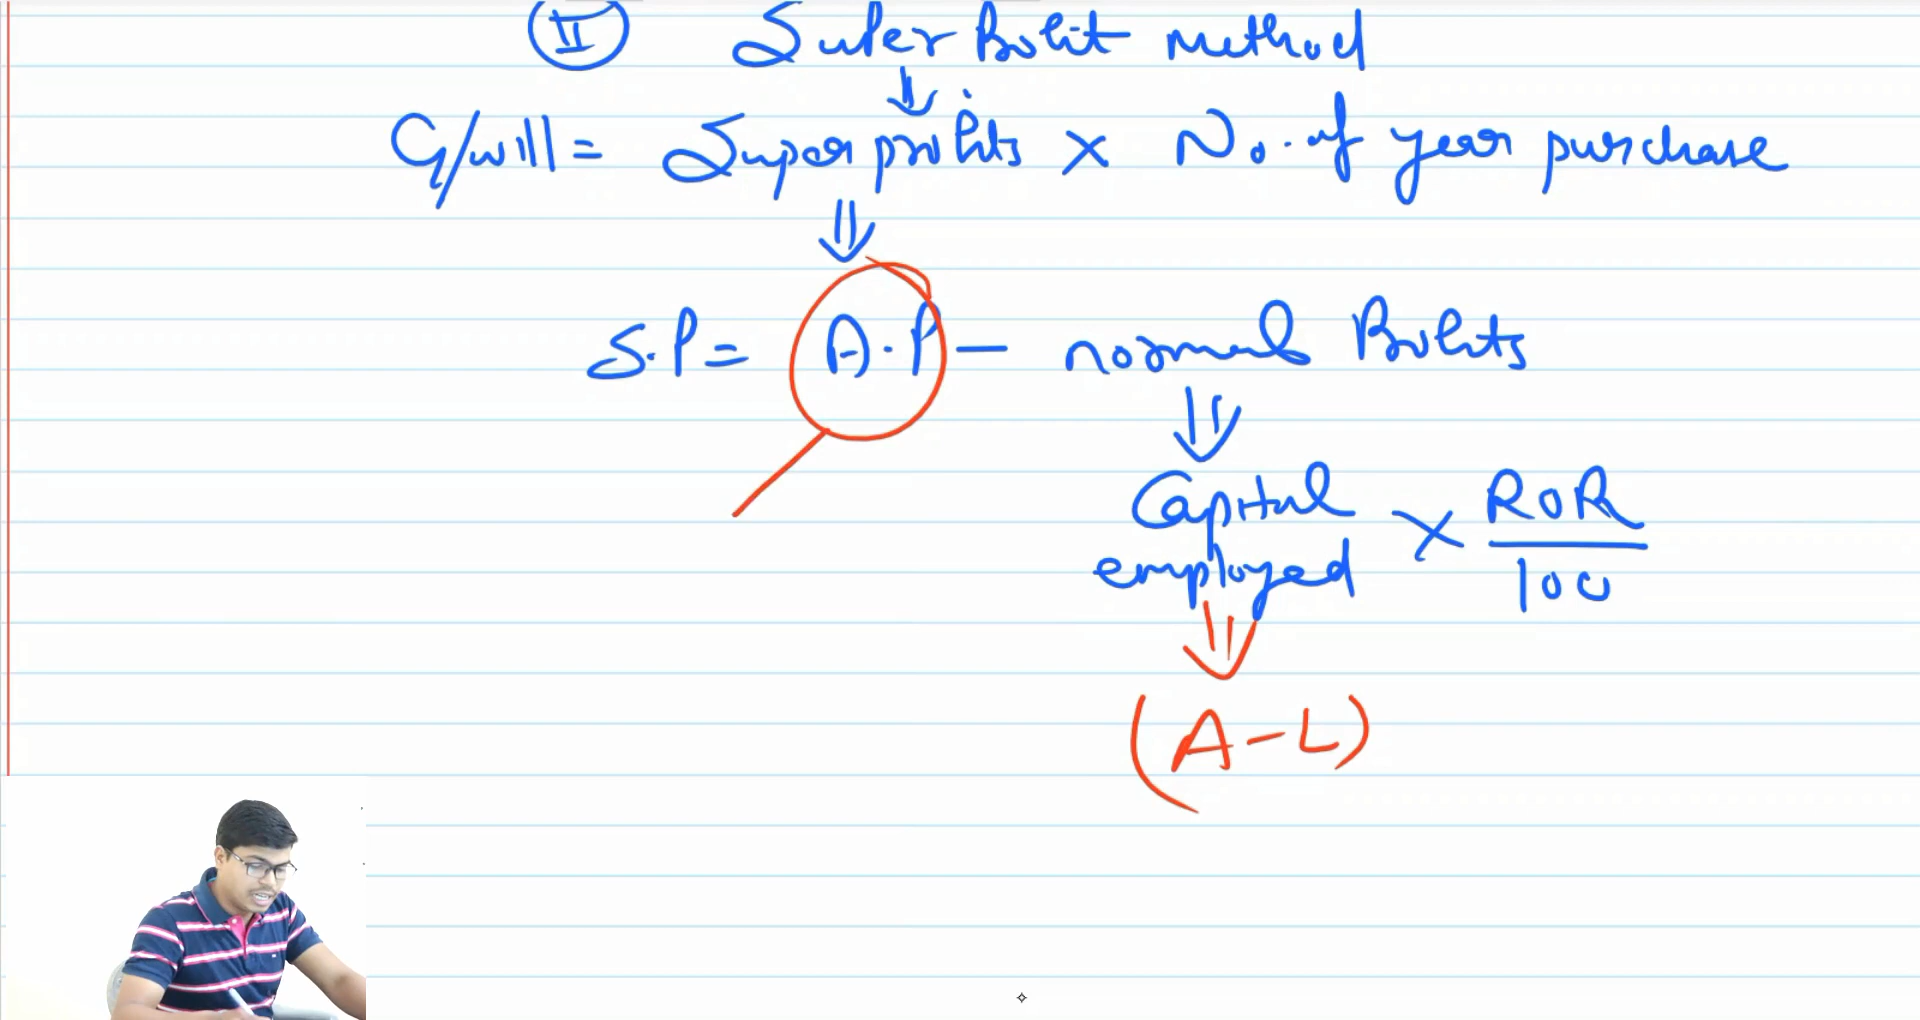 II Super Profit method
G/will = Super profits × No. of year purchase
S.P = A.P — normal Profits
Capital employed × ROR / 100
(A - L)